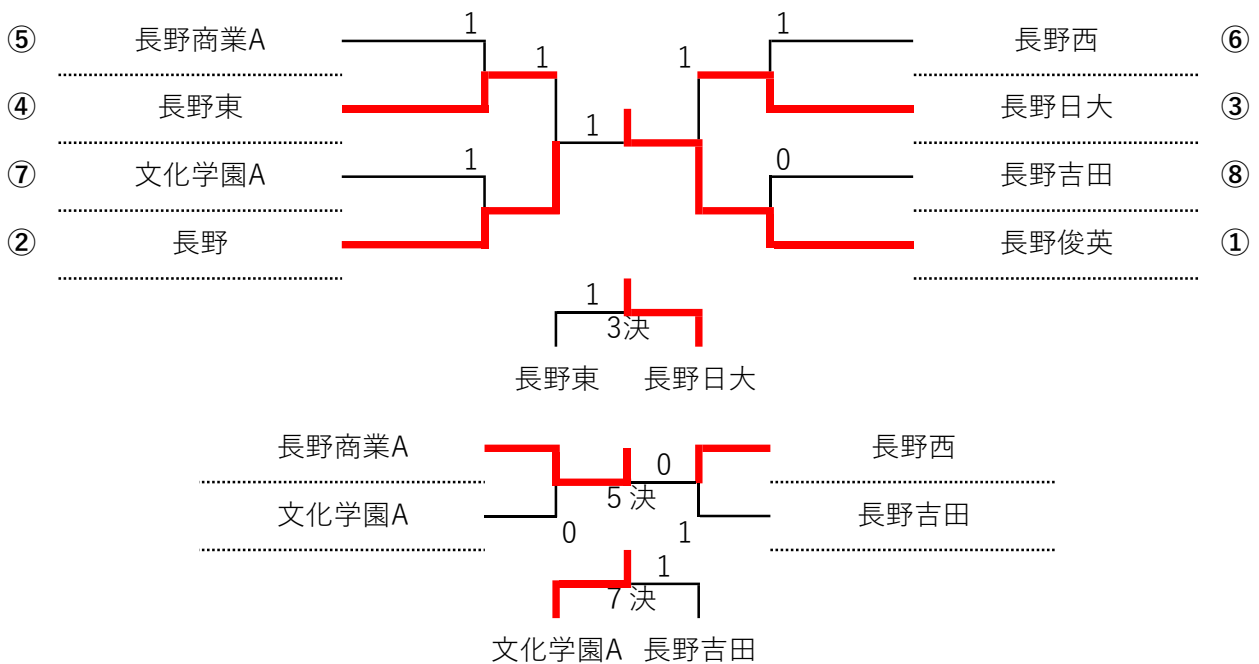 1 1
⑤ 長野商業A 長野西 ⑥
1 1
④ 長野東 長野日大 ③
1
1 0
⑦ 文化学園A 長野吉田 ⑧
② 長野 長野俊英 ①
1
3決
長野東 長野日大
長野商業A 長野西
0
5決
文化学園A 長野吉田
0 1
1
7決
文化学園A 長野吉田